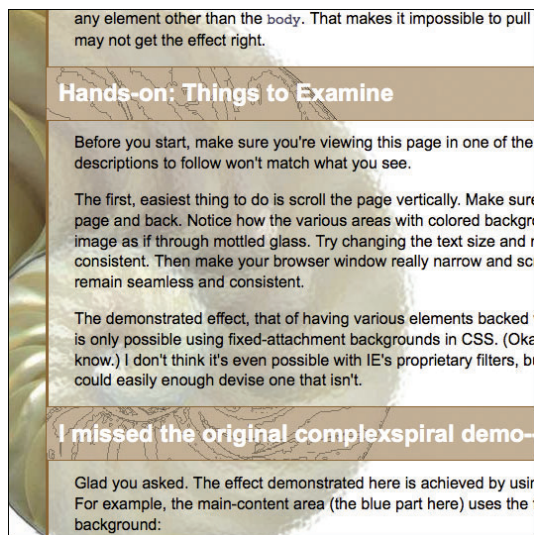 any element other than the body. That makes it impossible to pull
may not get the effect right.
Hands-on: Things to Examine
Before you start, make sure you're viewing this page in one of the
descriptions to follow won't match what you see.
The first, easiest thing to do is scroll the page vertically. Make sure
page and back. Notice how the various areas with colored backgro
image as if through mottled glass. Try changing the text size and
consistent. Then make your browser window really narrow and scr
remain seamless and consistent.
The demonstrated effect, that of having various elements backed
is only possible using fixed-attachment backgrounds in CSS. (Oka
know.) I don't think it's even possible with IE's proprietary filters, bu
could easily enough devise one that isn't.
I missed the original complexspiral demo-
Glad you asked. The effect demonstrated here is achieved by usin
For example, the main-content area (the blue part here) uses the
background: